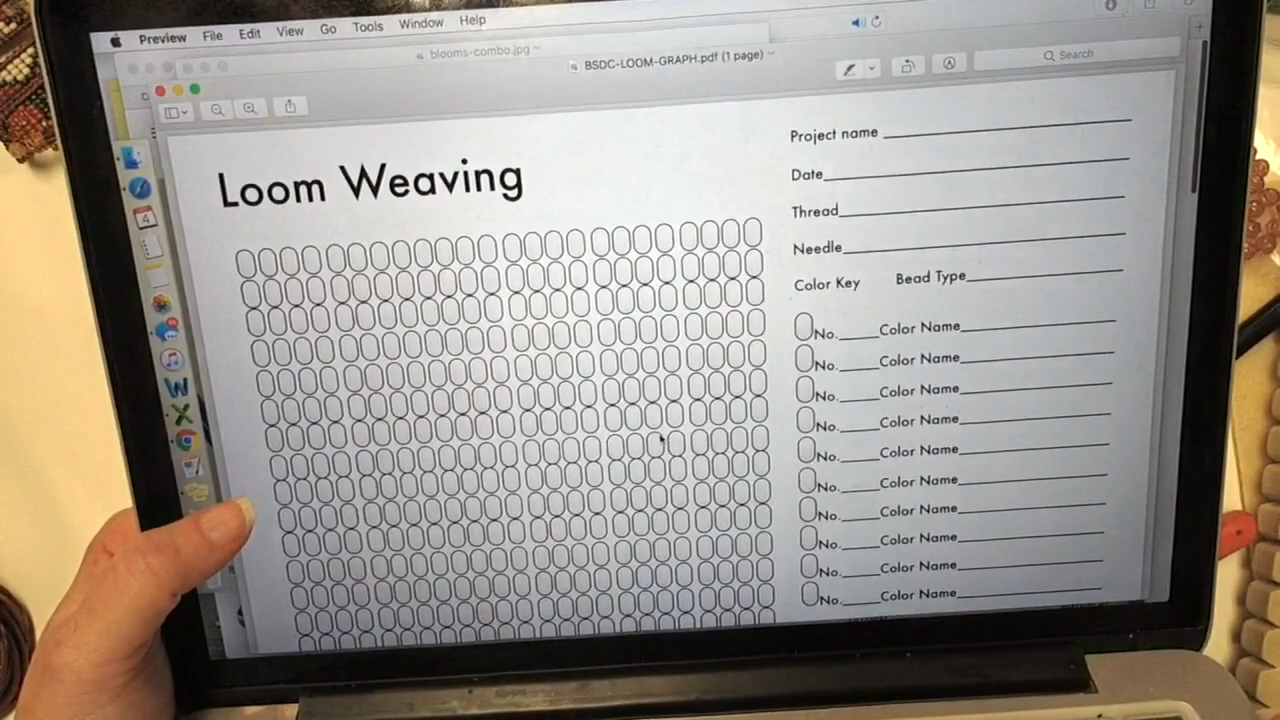 Preview File Edit View Go Tools Window Help
blooms-combo.jpg
BSDC-LOOM-GRAPH.pdf (1 page)
Search
Loom Weaving
Project name
Date
Thread
Needle
Color Key Bead Type
No. Color Name
No. Color Name
No. Color Name
No. Color Name
No. Color Name
No. Color Name
No. Color Name
No. Color Name
No. Color Name
No. Color Name
4
W
X